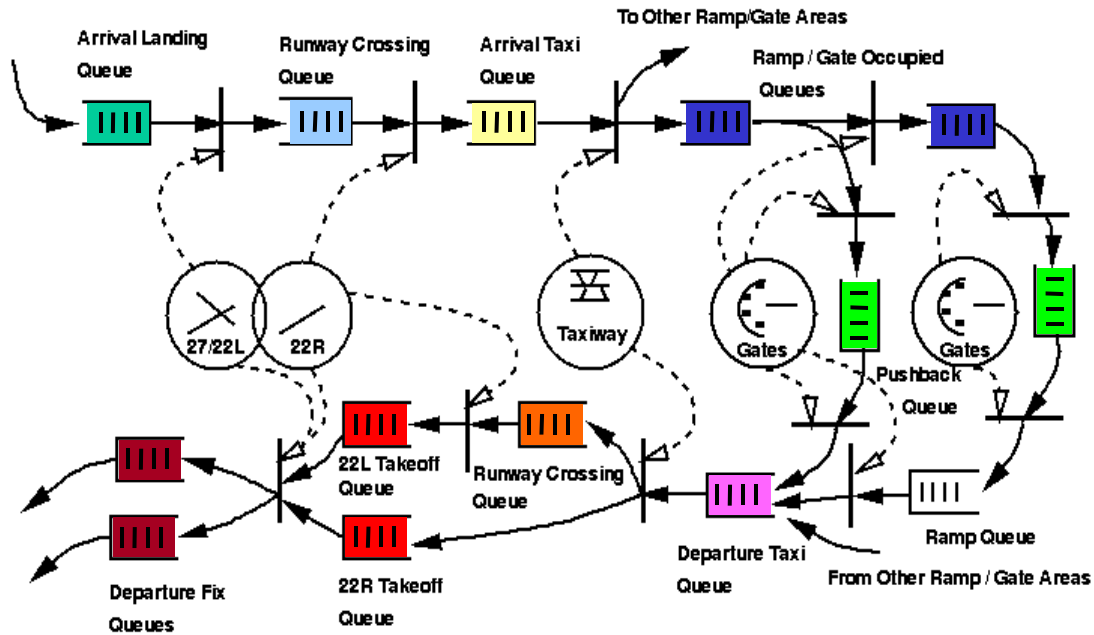 To Other Ramp/Gate Areas
Arrival Landing
Queue
Runway Crossing
Queue
Arrival Taxi
Queue
Ramp / Gate Occupied
Queues
27/22L
22R
Taxiway
Gates
Gates
Pushback
Queue
22L Takeoff
Queue
Runway Crossing
Queue
Ramp Queue
Departure Taxi
Queue
From Other Ramp / Gate Areas
Departure Fix
Queues
22R Takeoff
Queue